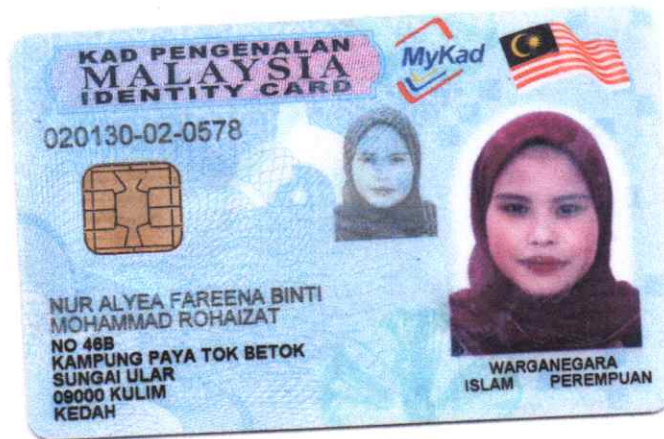 KAD PENGENALAN
MALAYSIA
IDENTITY CARD
MyKad
020130-02-0578
NUR ALYEA FAREENA BINTI
MOHAMMAD ROHAIZAT
NO 46B
KAMPUNG PAYA TOK BETOK
SUNGAI ULAR
09000 KULIM
KEDAH
WARGANEGARA
ISLAM PEREMPUAN